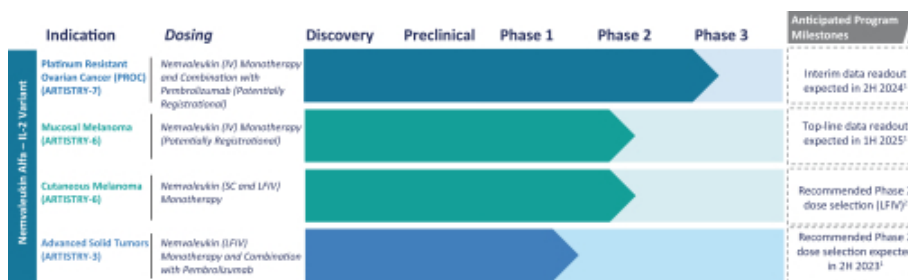 Indication Dosing Discovery Preclinical Phase 1 Phase 2 Phase 3 Anticipated Program
Milestones
Nemvaleukin Alfa – IL-2 Variant
Platinum Resistant
Ovarian Cancer (PROC)
(ARTISTRY-7)
Nemvaleukin (IV) Monotherapy
and Combination with
Pembrolizumab (Potentially
Registrational)
Interim data readout
expected in 2H 2024¹
Mucosal Melanoma
(ARTISTRY-6)
Nemvaleukin (IV) Monotherapy
(Potentially Registrational)
Top-line data readout
expected in 1H 2025¹
Cutaneous Melanoma
(ARTISTRY-6)
Nemvaleukin (SC and LFIV)
Monotherapy
Recommended Phase
dose selection (LFIV)
Advanced Solid Tumors
(ARTISTRY-3)
Nemvaleukin (LFIV)
Monotherapy and Combination
with Pembrolizumab
Recommended Phase
dose selection expected
in 2H 2023¹